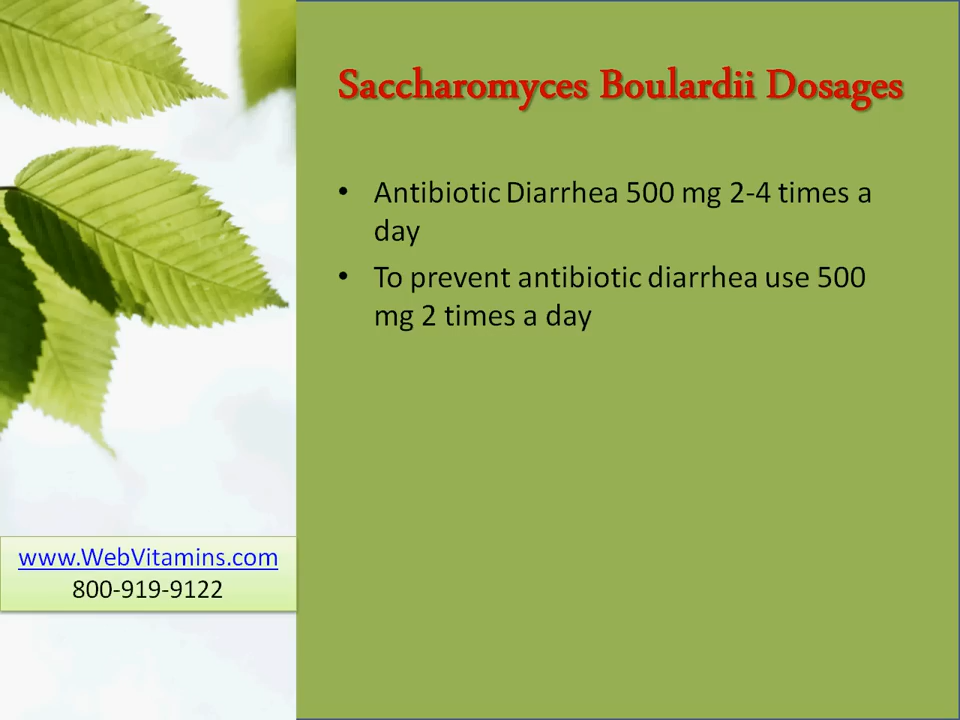 Saccharomyces Boulardii Dosages
• Antibiotic Diarrhea 500 mg 2-4 times a
day
• To prevent antibiotic diarrhea use 500
mg 2 times a day
www.WebVitamins.com
800-919-9122